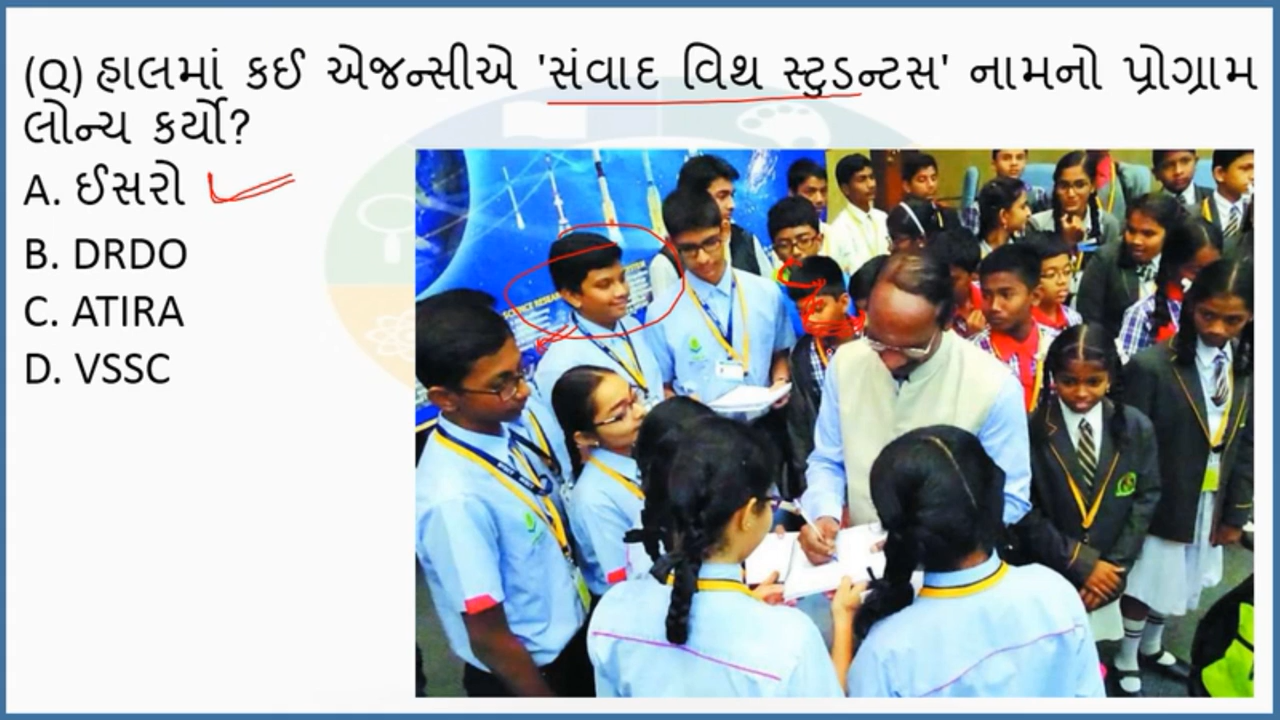 (Q) હાલમાં કઈ એજન્સીએ 'સંવાદ વિથ સ્ટુડન્ટસ' નામનો પ્રોગ્રામ
લોન્ચ કર્યો?
A. ઈસરો
B. DRDO
C. ATIRA
D. VSSC